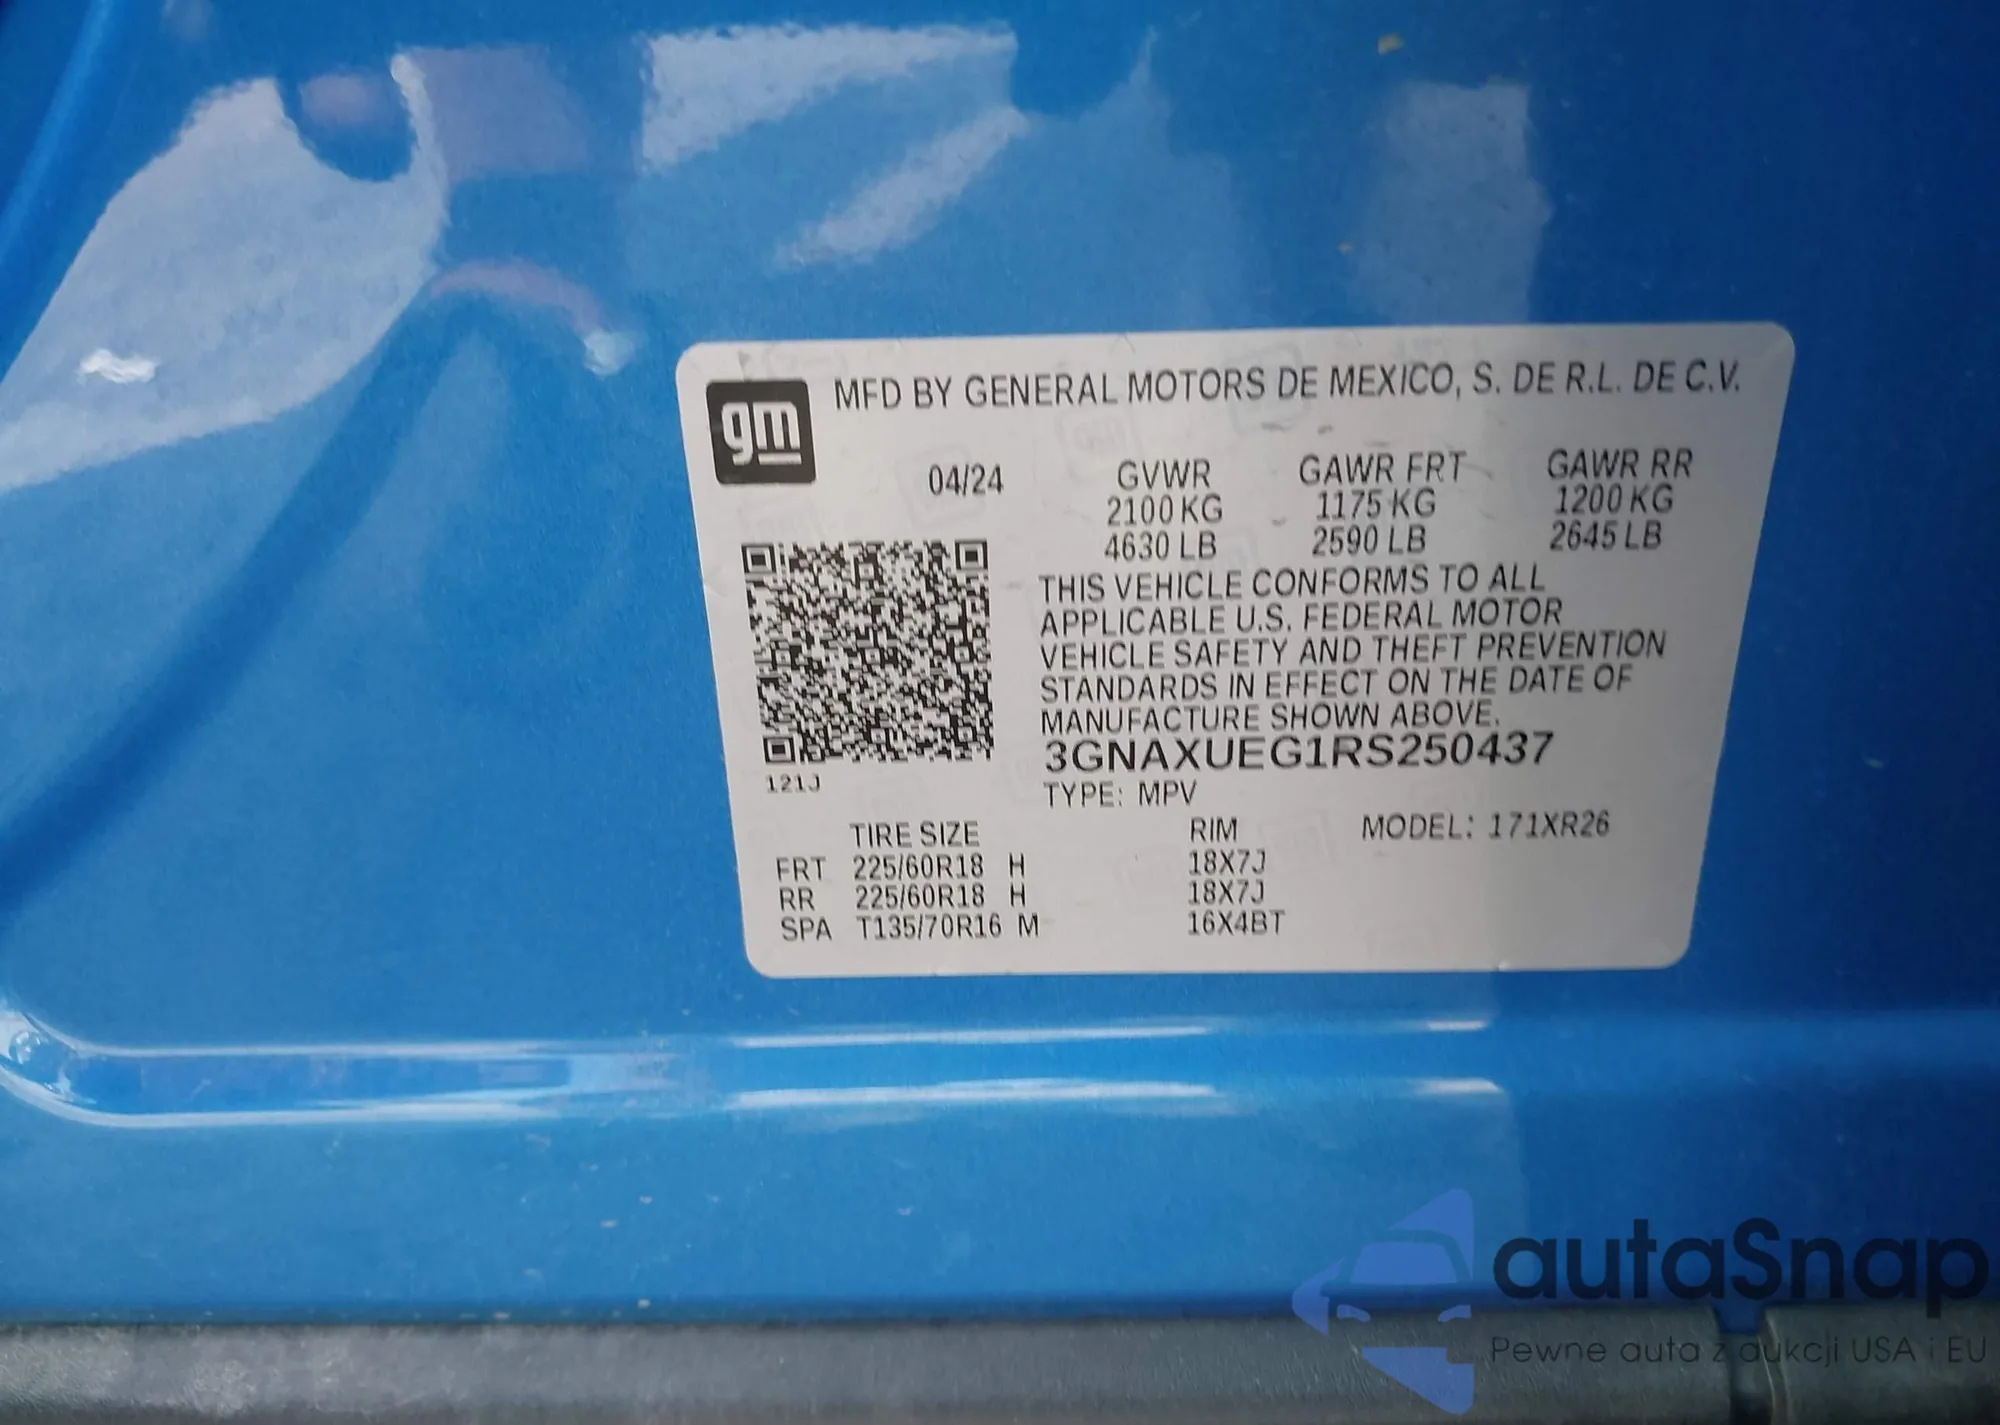 gm
MFD BY GENERAL MOTORS DE MEXICO, S. DE R.L. DE C.V.
04/24 GVWR GAWR FRT GAWR RR
2100 KG 1175 KG 1200 KG
4630 LB 2590 LB 2645 LB
THIS VEHICLE CONFORMS TO ALL
APPLICABLE U.S. FEDERAL MOTOR
VEHICLE SAFETY AND THEFT PREVENTION
STANDARDS IN EFFECT ON THE DATE OF
MANUFACTURE SHOWN ABOVE.
3GNAXUEG1RS250437
121J
TYPE: MPV
TIRE SIZE RIM MODEL: 171XR26
FRT 225/60R18 H 18X7J
RR 225/60R18 H 18X7J
SPA T135/70R16 M 16X4BT
autaSnap
Pewne auta z aukcji USA i EU